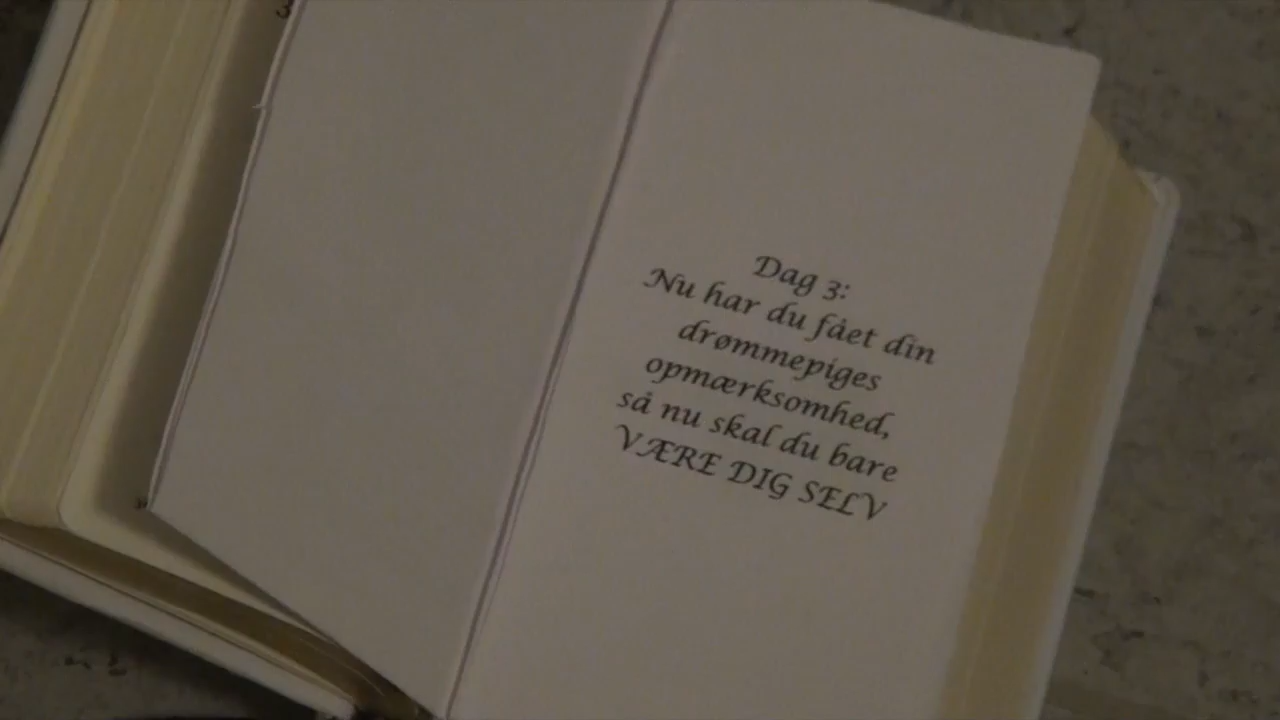 Dag 3:
Nu har du fået din
drømmepiges
opmærksomhed,
så nu skal du bare
VÆRE DIG SELV